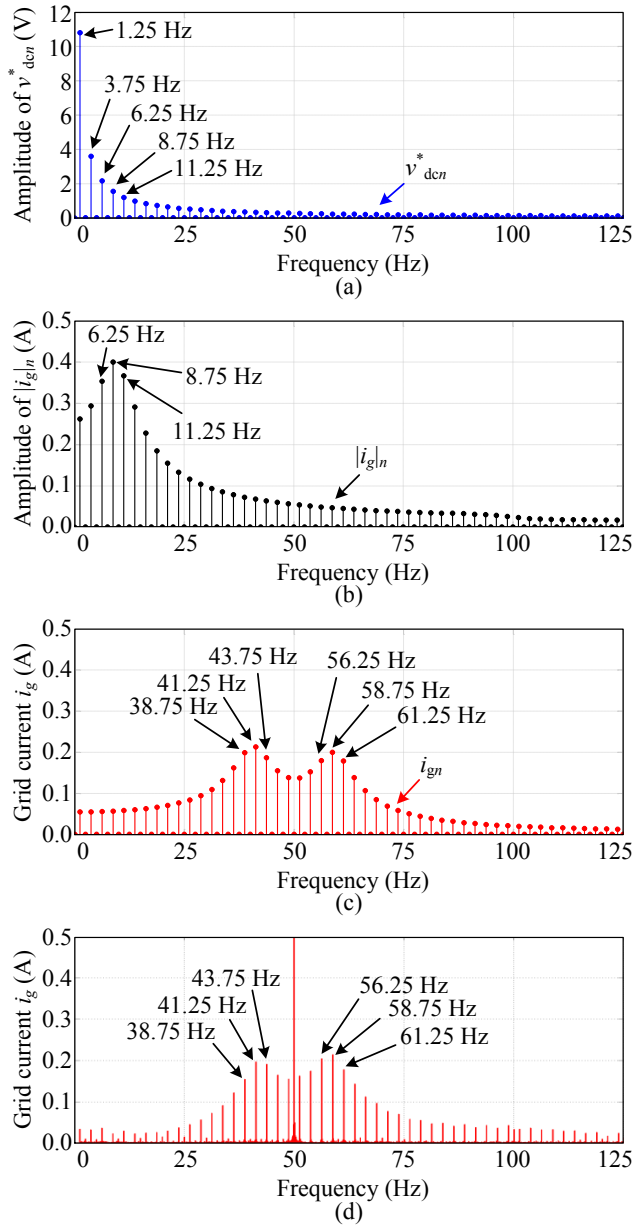 Amplitude of v*dcn (V)
12
10
8
6
4
2
0
1.25 Hz
3.75 Hz
6.25 Hz
8.75 Hz
11.25 Hz
v*dcn
0 25 50 75 100 125
Frequency (Hz)
(a)
Amplitude of |ig|n (A)
0.5
0.4
0.3
0.2
0.1
0.0
6.25 Hz
8.75 Hz
11.25 Hz
|ig|n
0 25 50 75 100 125
Frequency (Hz)
(b)
Grid current ig (A)
0.5
0.4
0.3
0.2
0.1
0.0
43.75 Hz
41.25 Hz
38.75 Hz
56.25 Hz
58.75 Hz
61.25 Hz
ign
0 25 50 75 100 125
Frequency (Hz)
(c)
Grid current ig (A)
0.5
0.4
0.3
0.2
0.1
0
43.75 Hz
41.25 Hz
38.75 Hz
56.25 Hz
58.75 Hz
61.25 Hz
0 25 50 75 100 125
Frequency (Hz)
(d)